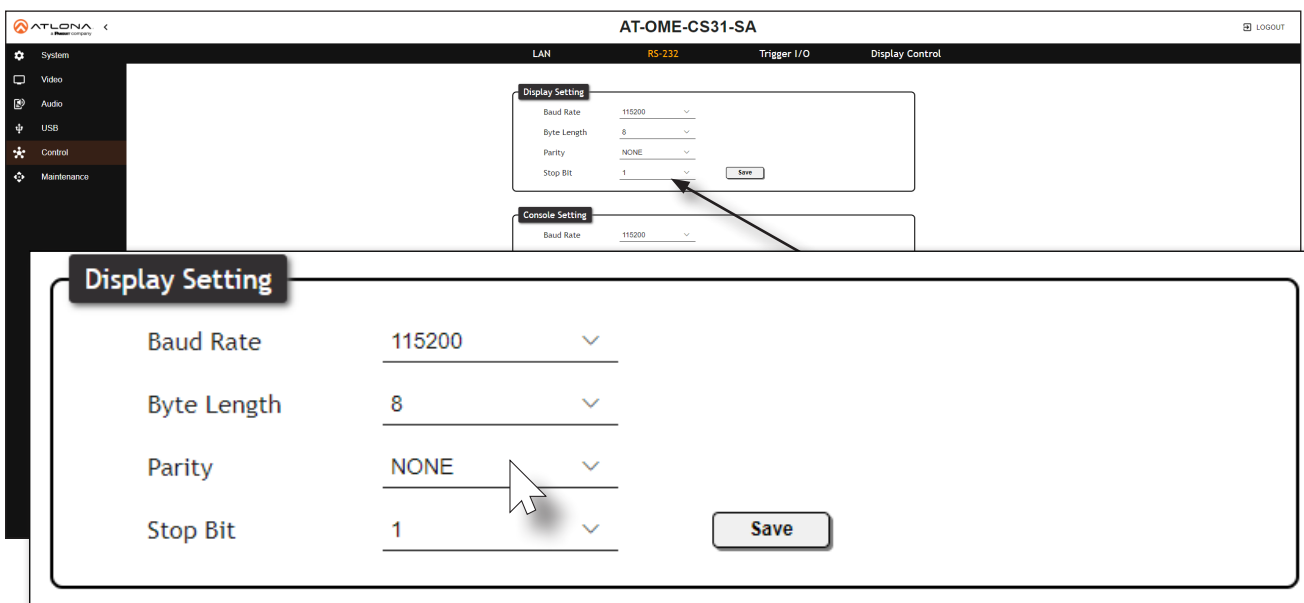 ATLONA
a Panduit company
AT-OME-CS31-SA
LOGOUT
System
LAN RS-232 Trigger I/O Display Control
Video
Audio
USB
Control
Maintenance
Display Setting
Baud Rate 115200
Byte Length 8
Parity NONE
Stop Bit 1 Save
Console Setting
Baud Rate 115200
Display Setting
Baud Rate 115200
Byte Length 8
Parity NONE
Stop Bit 1 Save